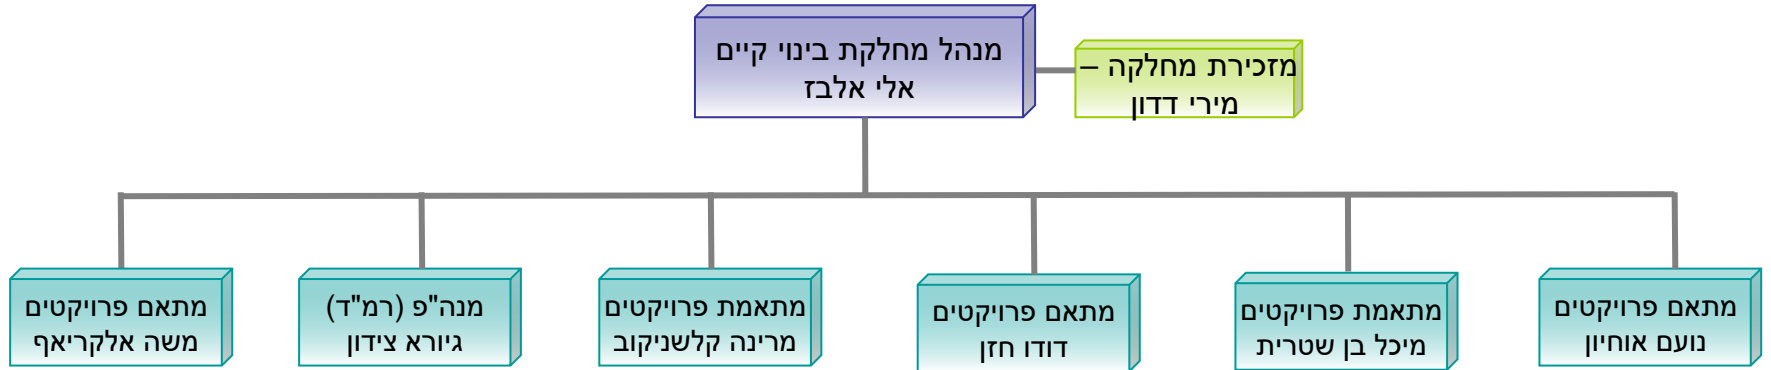 מנהל מחלקת בינוי קיים
אלי אלבז
מזכירת מחלקה –
מירי דדון
מתאם פרויקטים
נועם אוחיון
מתאמת פרויקטים
מיכל בן שטרית
מתאם פרויקטים
דודו חזן
מתאמת פרויקטים
מרינה קלשניקוב
מנה"פ (רמ"ד)
גיורא צידון
מתאם פרויקטים
משה אלקריאף